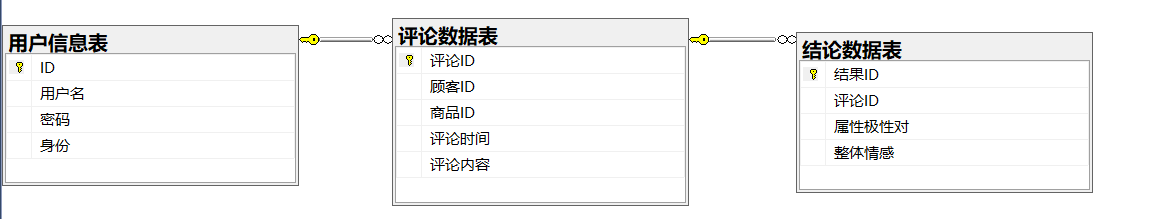 用户信息表
ID
用户名
密码
身份
评论数据表
评论ID
顾客ID
商品ID
评论时间
评论内容
结论数据表
结果ID
评论ID
属性极性对
整体情感